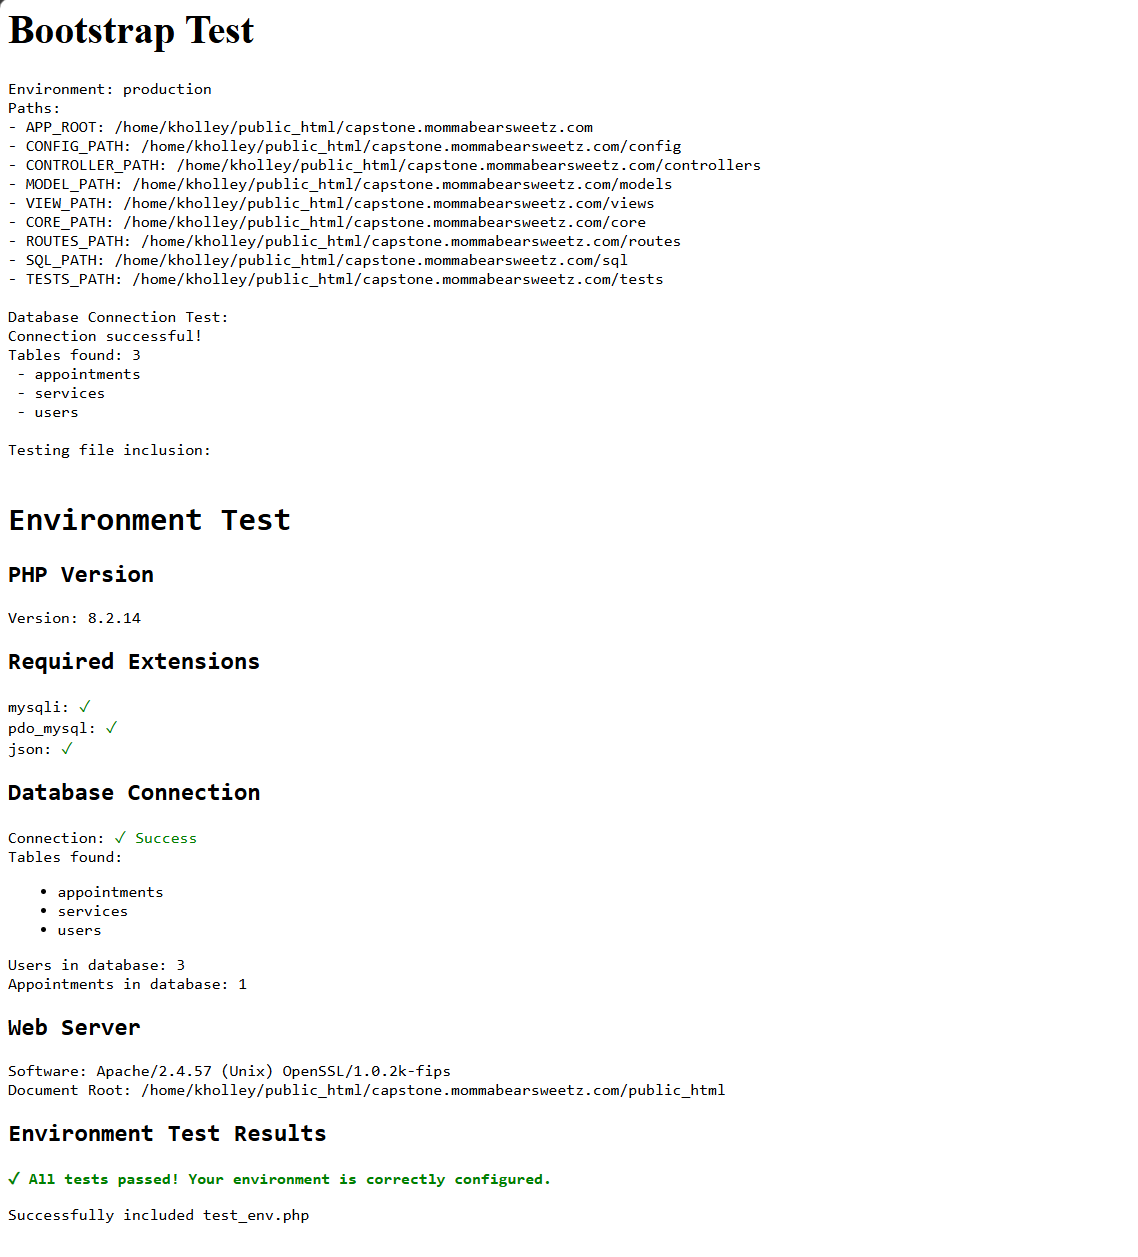 Bootstrap Test
Environment: production
Paths:
- APP_ROOT: /home/kholley/public_html/capstone.mommabearsweetz.com
- CONFIG_PATH: /home/kholley/public_html/capstone.mommabearsweetz.com/config
- CONTROLLER_PATH: /home/kholley/public_html/capstone.mommabearsweetz.com/controllers
- MODEL_PATH: /home/kholley/public_html/capstone.mommabearsweetz.com/models
- VIEW_PATH: /home/kholley/public_html/capstone.mommabearsweetz.com/views
- CORE_PATH: /home/kholley/public_html/capstone.mommabearsweetz.com/core
- ROUTES_PATH: /home/kholley/public_html/capstone.mommabearsweetz.com/routes
- SQL_PATH: /home/kholley/public_html/capstone.mommabearsweetz.com/sql
- TESTS_PATH: /home/kholley/public_html/capstone.mommabearsweetz.com/tests
Database Connection Test:
Connection successful!
Tables found: 3
- appointments
- services
- users
Testing file inclusion:
Environment Test
PHP Version
Version: 8.2.14
Required Extensions
mysqli: ✓
pdo_mysql: ✓
json: ✓
Database Connection
Connection: ✓ Success
Tables found:
• appointments
• services
• users
Users in database: 3
Appointments in database: 1
Web Server
Software: Apache/2.4.57 (Unix) OpenSSL/1.0.2k-fips
Document Root: /home/kholley/public_html/capstone.mommabearsweetz.com/public_html
Environment Test Results
✓ All tests passed! Your environment is correctly configured.
Successfully included test_env.php